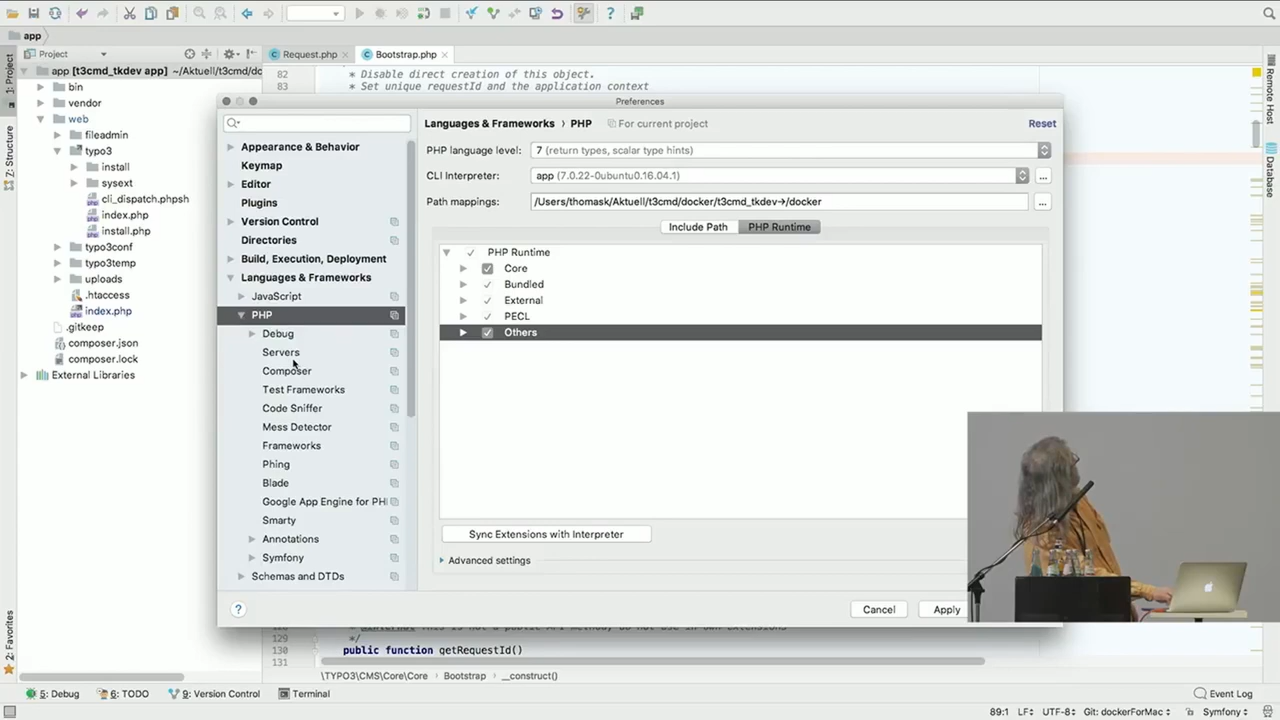 app
Project
Request.php
Bootstrap.php
app [t3cmd_tkdev app] ~/Aktuell/t3cmd/dc
bin
vendor
web
fileadmin
typo3
install
sysext
cli_dispatch.phpsh
index.php
install.php
typo3conf
typo3temp
uploads
.htaccess
index.php
.gitkeep
composer.json
composer.lock
External Libraries
1: Project
7: Structure
2: Favorites
82 * Disable direct creation of this object.
83 * Set unique requestId and the application context
Preferences
Appearance & Behavior
Keymap
Editor
Plugins
Version Control
Directories
Build, Execution, Deployment
Languages & Frameworks
JavaScript
PHP
Debug
Servers
Composer
Test Frameworks
Code Sniffer
Mess Detector
Frameworks
Phing
Blade
Google App Engine for PH
Smarty
Annotations
Symfony
Schemas and DTDs
Languages & Frameworks › PHP For current project Reset
PHP language level: 7 (return types, scalar type hints)
CLI Interpreter: app (7.0.22-0ubuntu0.16.04.1) ...
Path mappings: /Users/thomask/Aktuell/t3cmd/docker/t3cmd_tkdev→/docker ...
Include Path PHP Runtime
PHP Runtime
Core
Bundled
External
PECL
Others
Sync Extensions with Interpreter
Advanced settings
? Cancel Apply
Remote Host
Database
129 */
130 public function getRequestId()
131
\TYPO3\CMS\Core\Core Bootstrap __construct()
5: Debug 6: TODO 9: Version Control Terminal Event Log
89:1 LF÷ UTF-8÷ Git: dockerForMac÷ Symfony÷